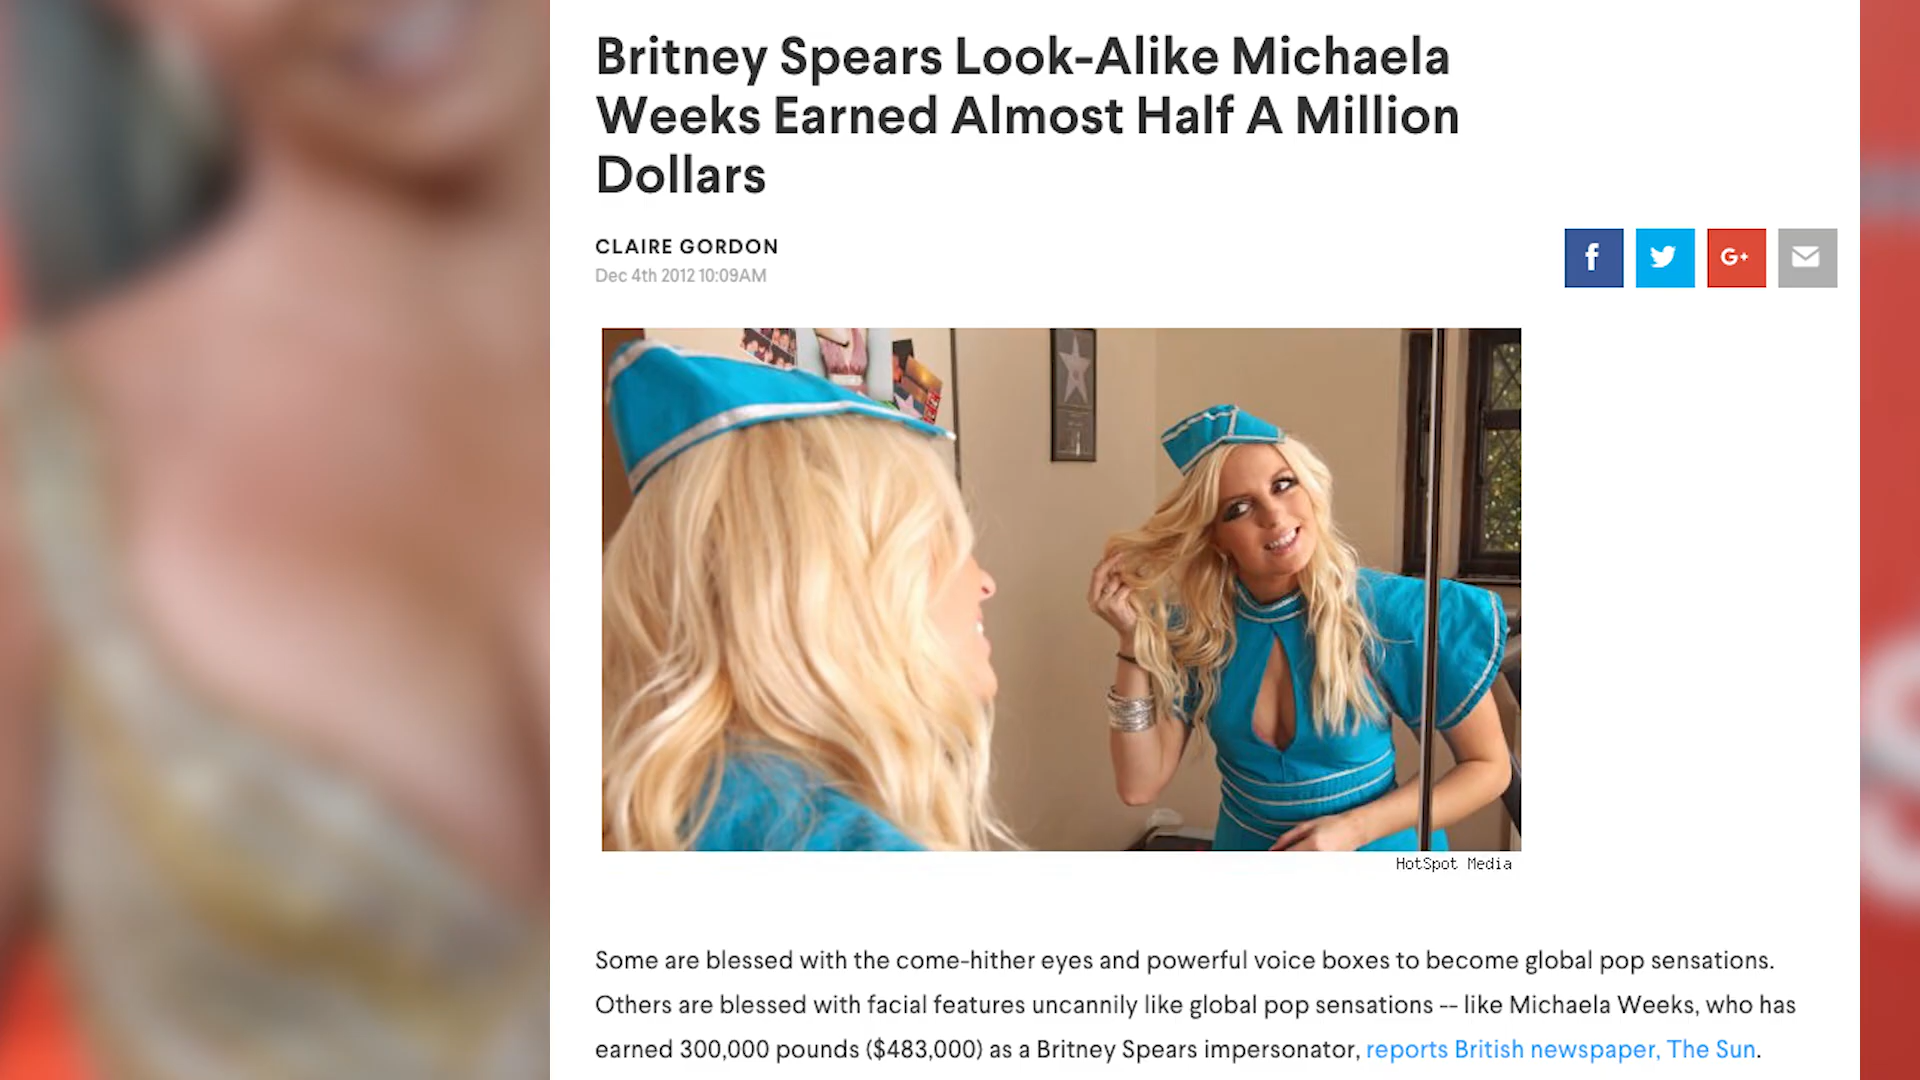 Britney Spears Look-Alike Michaela
Weeks Earned Almost Half A Million
Dollars
CLAIRE GORDON
Dec 4th 2012 10:09AM
f
G+
HotSpot Media
Some are blessed with the come-hither eyes and powerful voice boxes to become global pop sensations.
Others are blessed with facial features uncannily like global pop sensations -- like Michaela Weeks, who has
earned 300,000 pounds ($483,000) as a Britney Spears impersonator, reports British newspaper, The Sun.